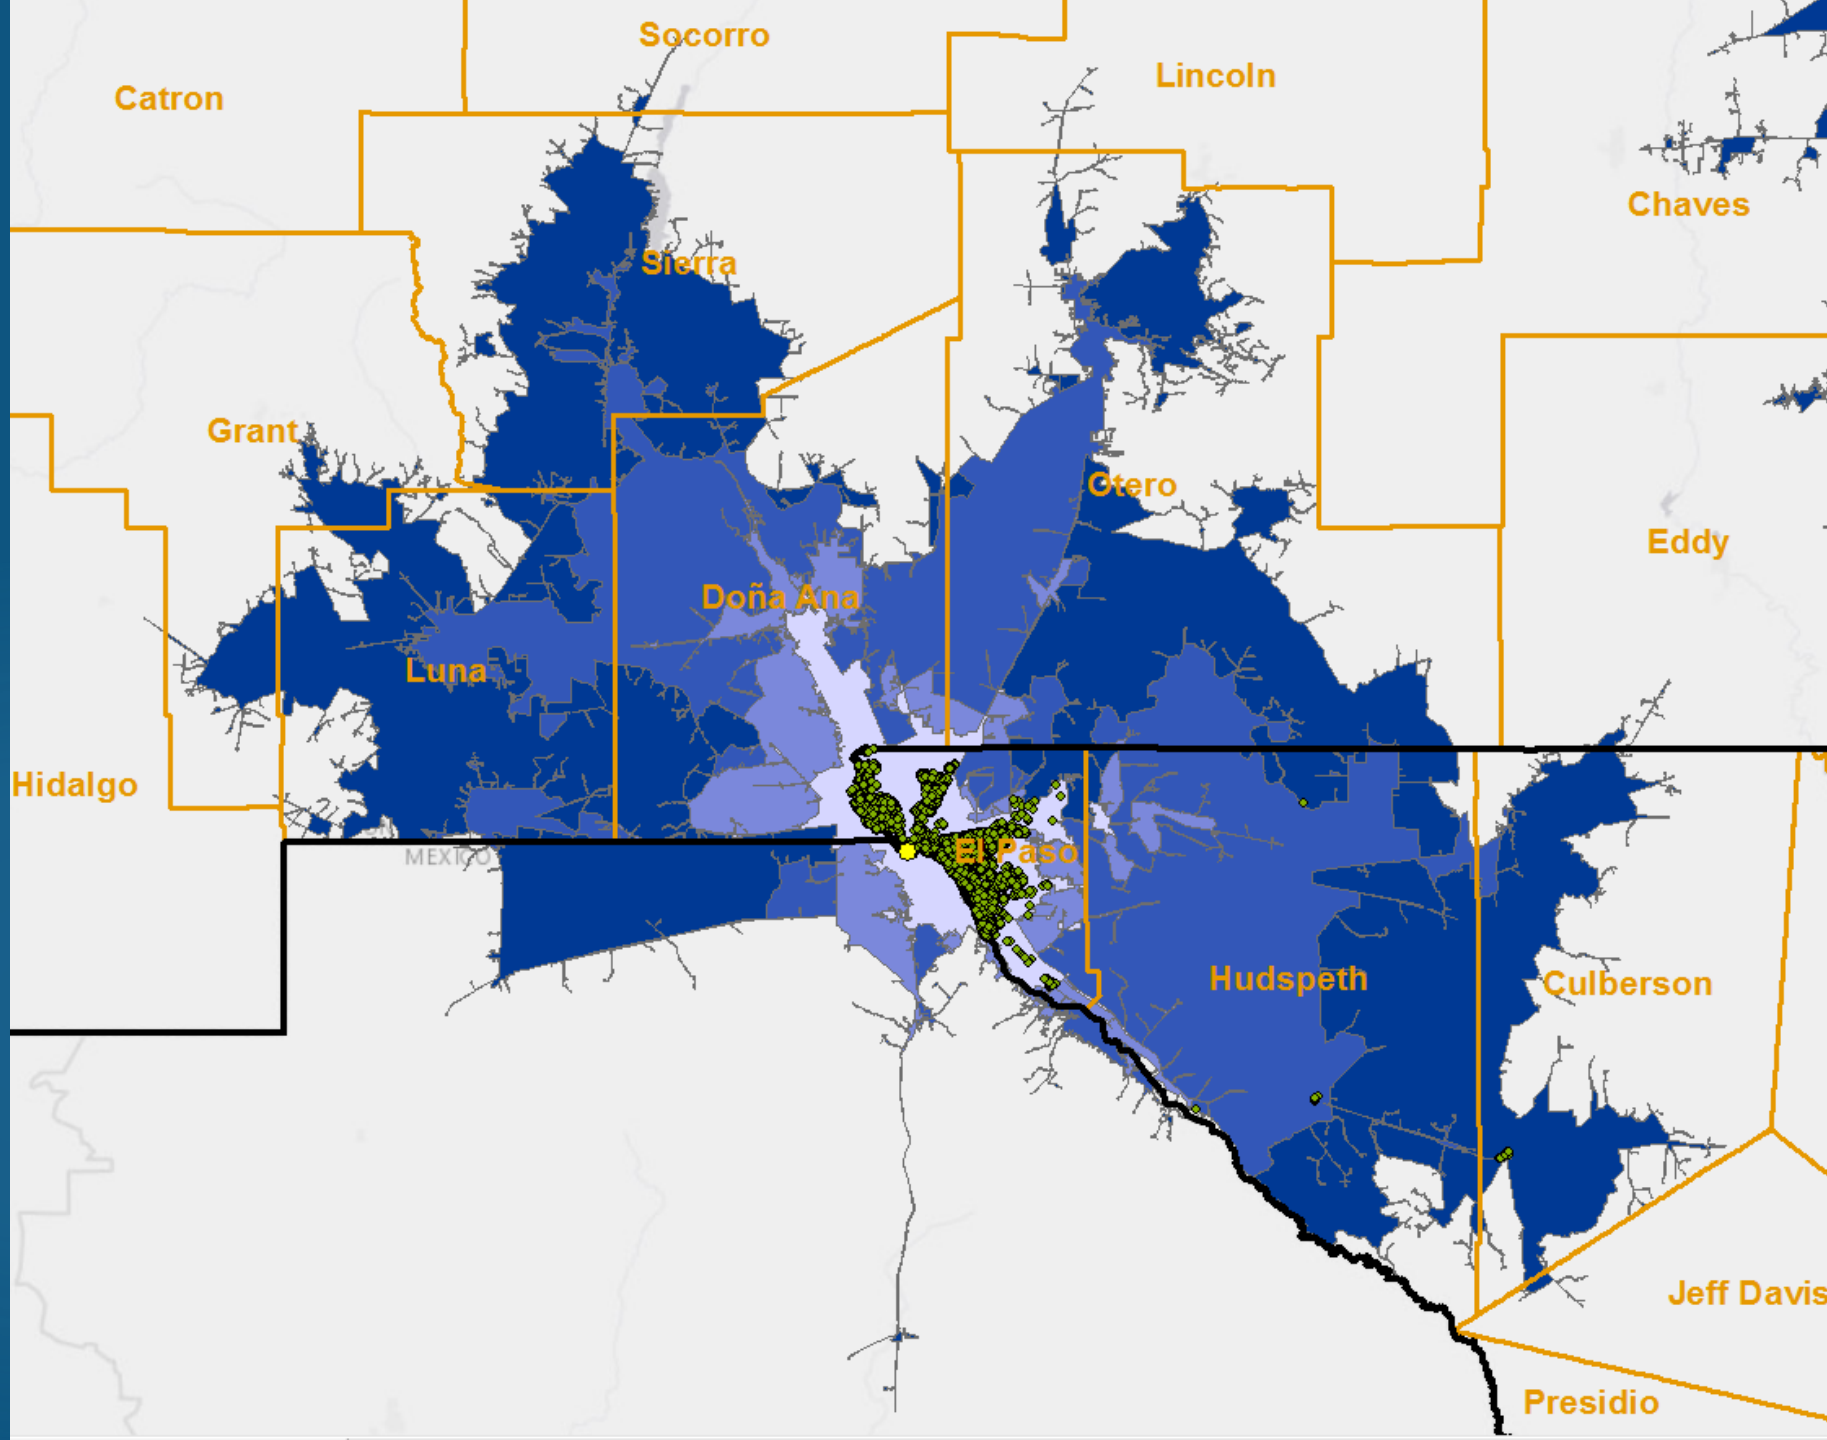 Socorro
Lincoln
Catron
Chaves
Sierra
Grant
Otero
Eddy
Doña Ana
Luna
Hidalgo
MEXICO
El Paso
Hudspeth
Culberson
Jeff Davis
Presidio